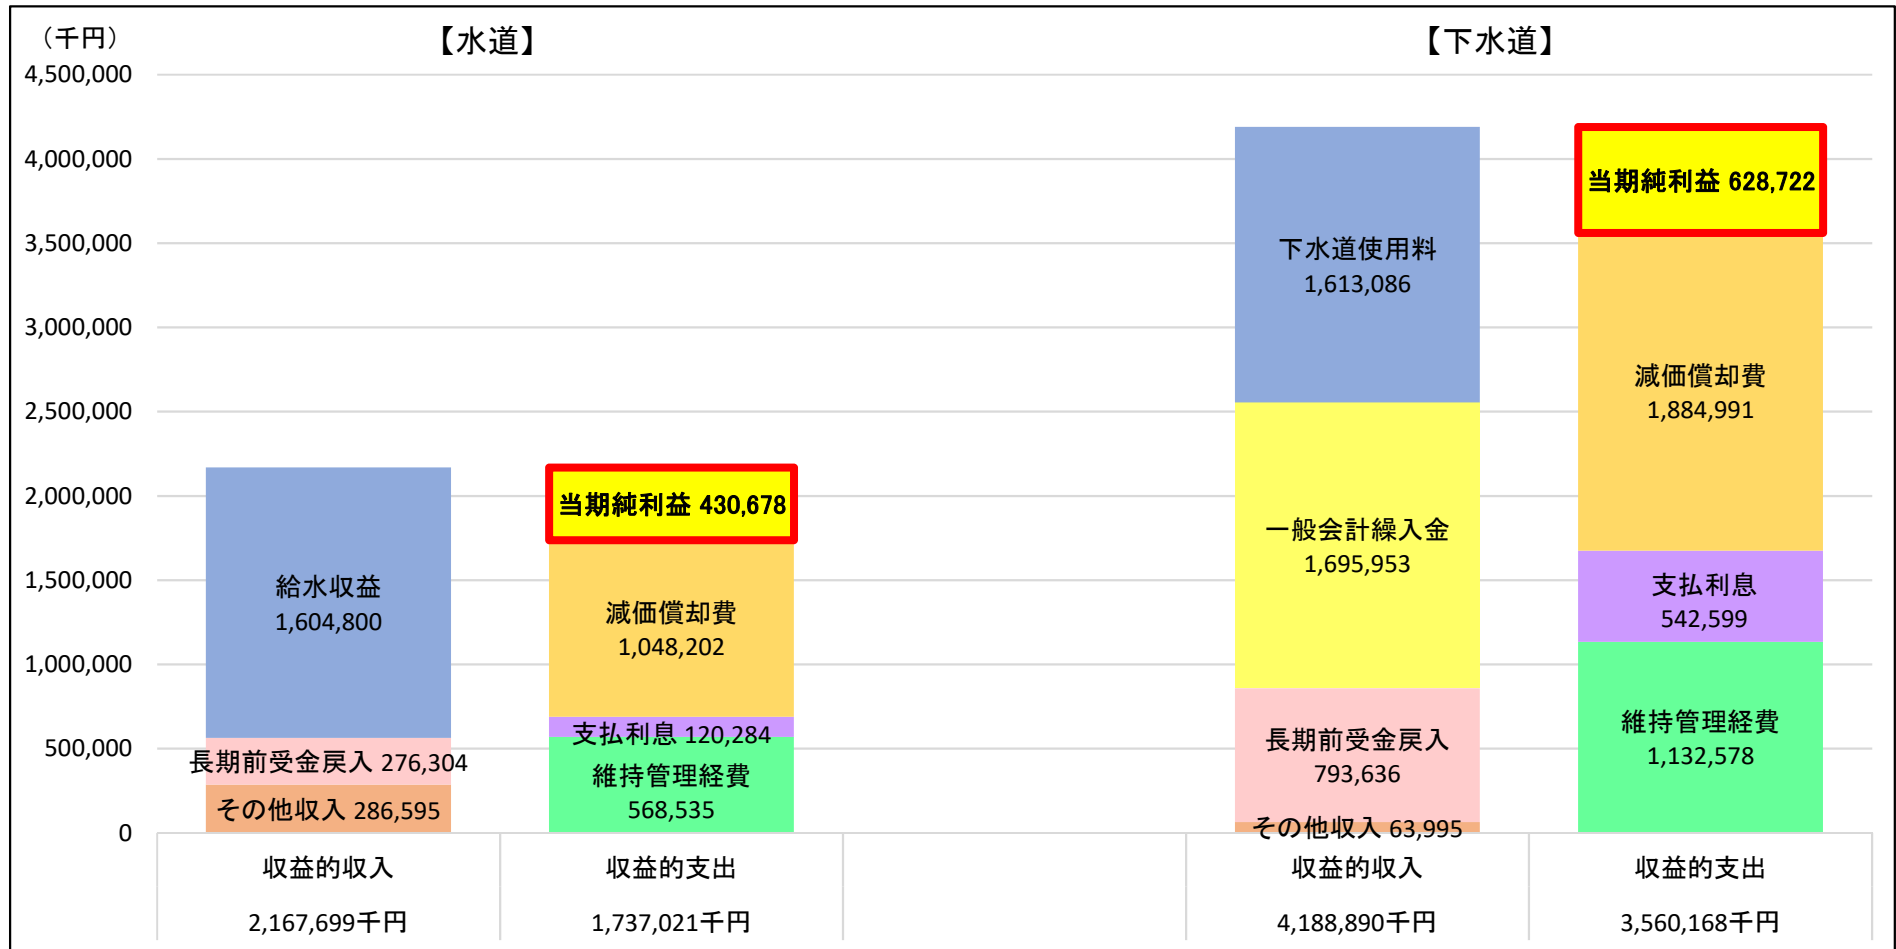 （千円）
【水道】
【下水道】
4,500,000
4,000,000
3,500,000
3,000,000
2,500,000
2,000,000
1,500,000
1,000,000
500,000
0
給水収益
1,604,800
長期前受金戻入 276,304
その他収入 286,595
当期純利益 430,678
減価償却費
1,048,202
支払利息 120,284
維持管理経費
568,535
下水道使用料
1,613,086
一般会計繰入金
1,695,953
長期前受金戻入
793,636
その他収入 63,995
当期純利益 628,722
減価償却費
1,884,991
支払利息
542,599
維持管理経費
1,132,578
収益的収入
2,167,699千円
収益的支出
1,737,021千円
収益的収入
4,188,890千円
収益的支出
3,560,168千円